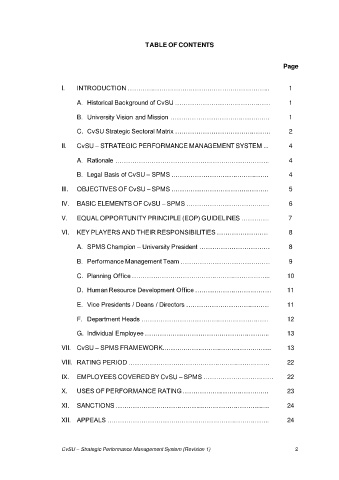 TABLE OF CONTENTS
Page
I. INTRODUCTION ........................................................ 1
A. Historical Background of CvSU ........................................ 1
B. University Vision and Mission ........................................ 1
C. CvSU Strategic Sectoral Matrix ....................................... 2
II. CvSU – STRATEGIC PERFORMANCE MANAGEMENT SYSTEM ... 4
A. Rationale ............................................................ 4
B. Legal Basis of CvSU – SPMS ........................................... 4
III. OBJECTIVES OF CvSU – SPMS .......................................... 5
IV. BASIC ELEMENTS OF CvSU – SPMS ................................... 6
V. EQUAL OPPORTUNITY PRINCIPLE (EOP) GUIDELINES ............ 7
VI. KEY PLAYERS AND THEIR RESPONSIBILITIES ...................... 8
A. SPMS Champion – University President .............................. 8
B. Performance Management Team ...................................... 9
C. Planning Office....................................................... 10
D. Human Resource Development Office ................................ 11
E. Vice Presidents / Deans / Directors ................................... 11
F. Department Heads ..................................................... 12
G. Individual Employee .................................................. 13
VII. CvSU – SPMS FRAMEWORK............................................. 13
VIII. RATING PERIOD ..................................................... 22
IX. EMPLOYEES COVERED BY CvSU – SPMS .............................. 22
X. USES OF PERFORMANCE RATING ...................................... 23
XI. SANCTIONS ............................................................ 24
XII. APPEALS .............................................................. 24
CvSU – Strategic Performance Management System (Revision 1) 2